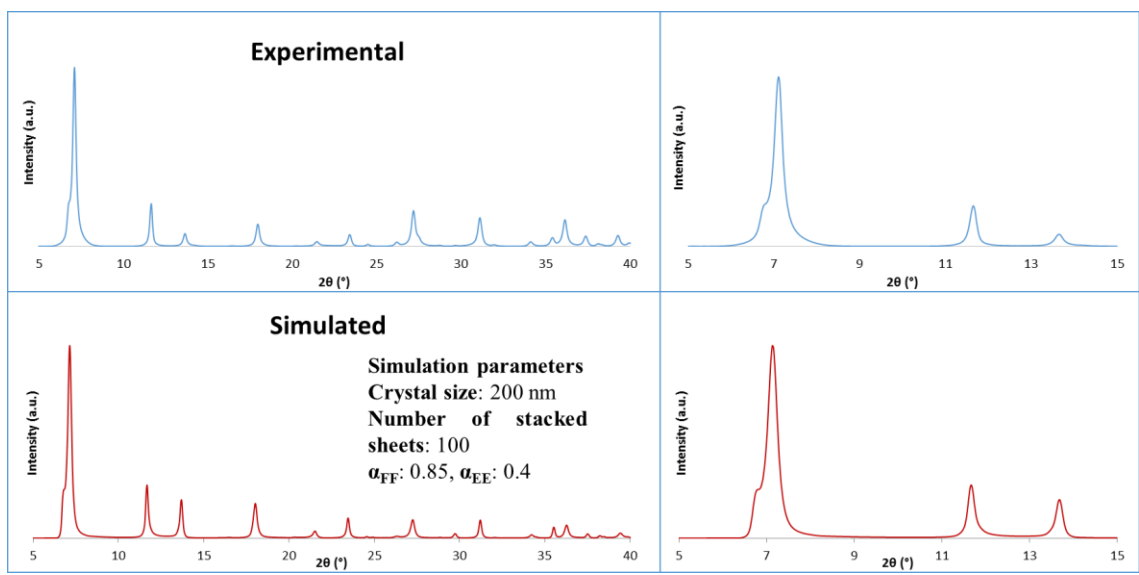 Experimental
Intensity (a.u.)
5 10 15 20 25 30 35 40
2θ (°)
Intensity (a.u.)
5 7 9 11 13 15
2θ (°)
Simulated
Simulation parameters
Crystal size: 200 nm
Number of stacked
sheets: 100
αFF: 0.85, αEE: 0.4
Intensity (a.u.)
5 10 15 20 25 30 35 40
2θ (°)
Intensity (a.u.)
5 7 9 11 13 15
2θ (°)